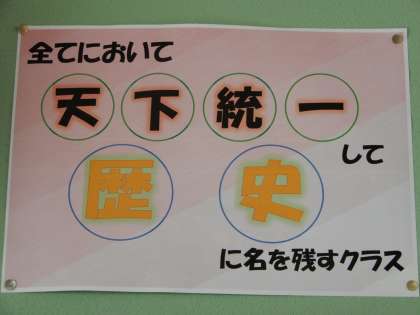 全てにおいて
天下統一
して
歴史
に名を残すクラス